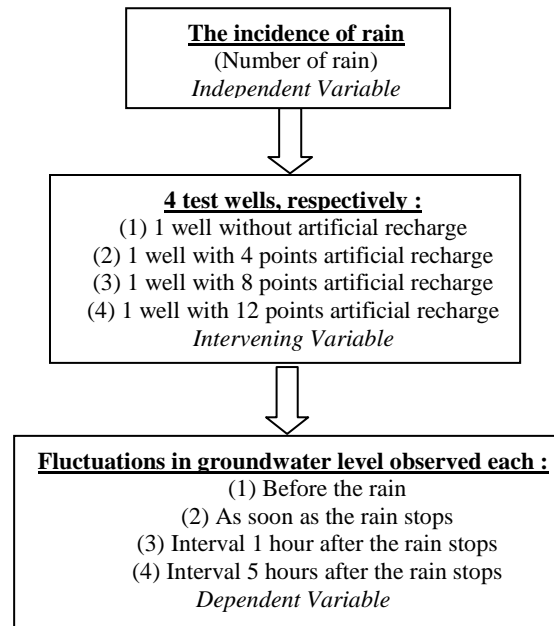 The incidence of rain
(Number of rain)
Independent Variable
4 test wells, respectively :
(1) 1 well without artificial recharge
(2) 1 well with 4 points artificial recharge
(3) 1 well with 8 points artificial recharge
(4) 1 well with 12 points artificial recharge
Intervening Variable
Fluctuations in groundwater level observed each :
(1) Before the rain
(2) As soon as the rain stops
(3) Interval 1 hour after the rain stops
(4) Interval 5 hours after the rain stops
Dependent Variable